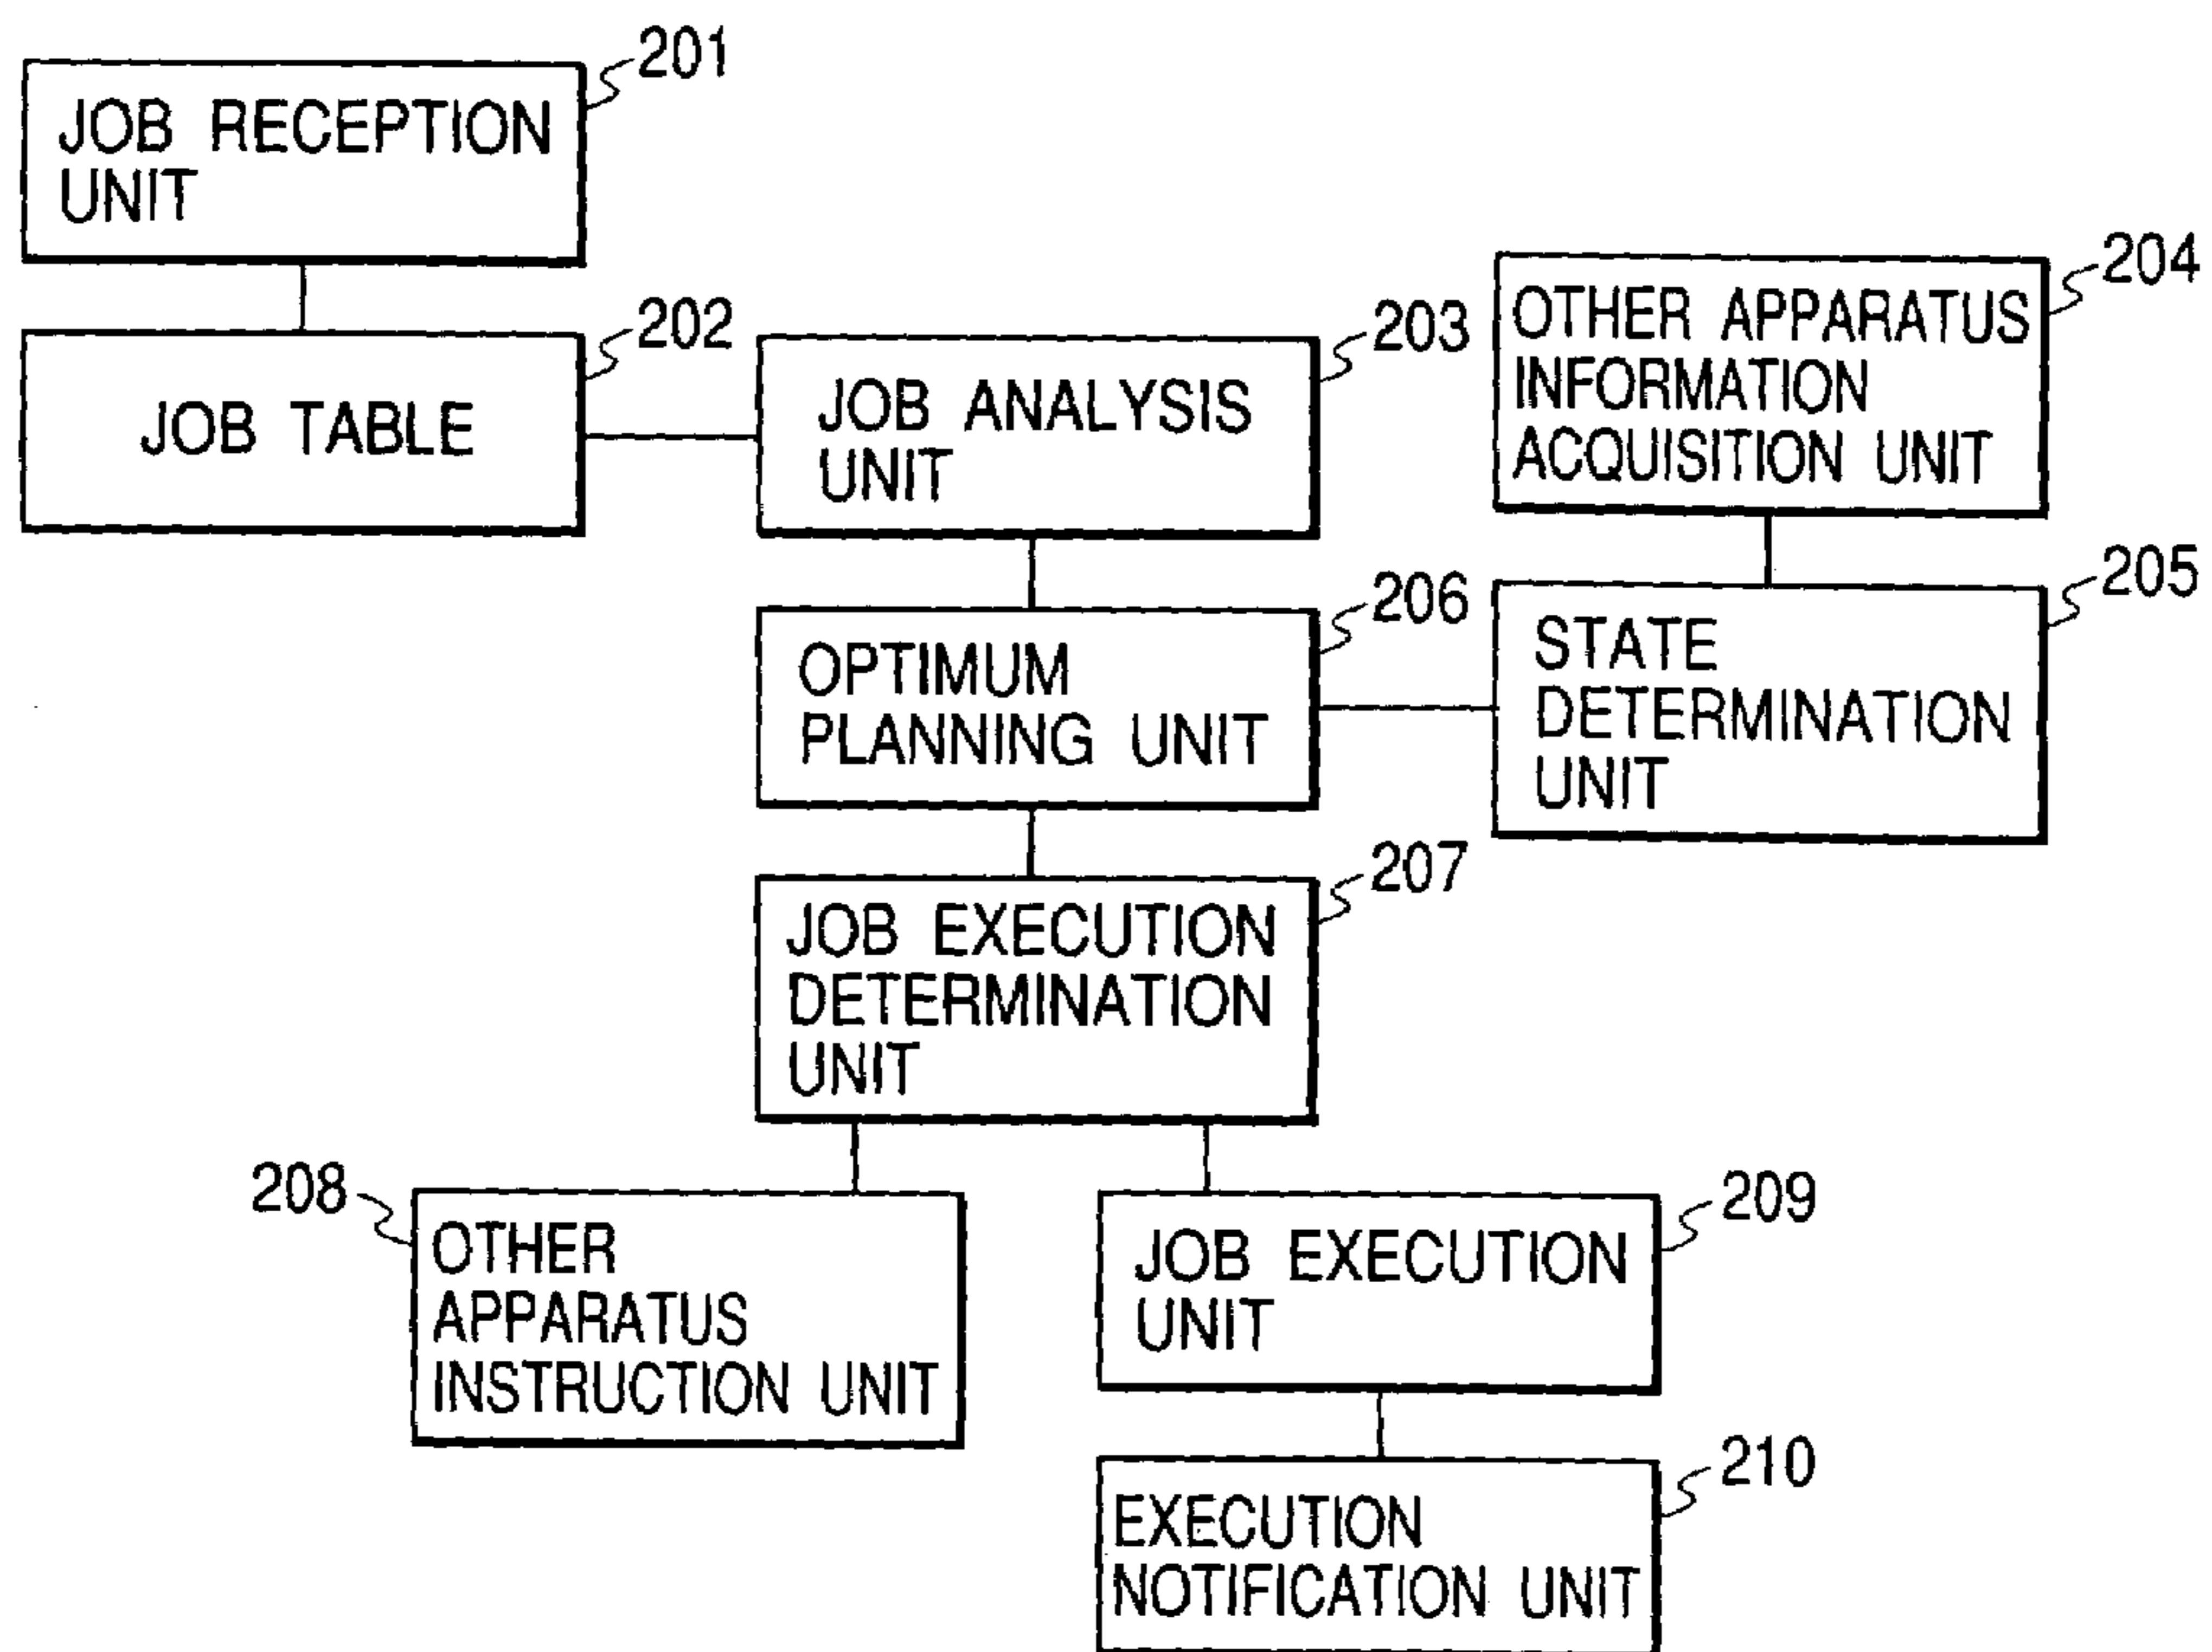 201
JOB RECEPTION
UNIT
202
JOB TABLE
203
JOB ANALYSIS
UNIT
204
OTHER APPARATUS
INFORMATION
ACQUISITION UNIT
205
STATE
DETERMINATION
UNIT
206
OPTIMUM
PLANNING UNIT
207
JOB EXECUTION
DETERMINATION
UNIT
208
OTHER
APPARATUS
INSTRUCTION UNIT
209
JOB EXECUTION
UNIT
210
EXECUTION
NOTIFICATION UNIT